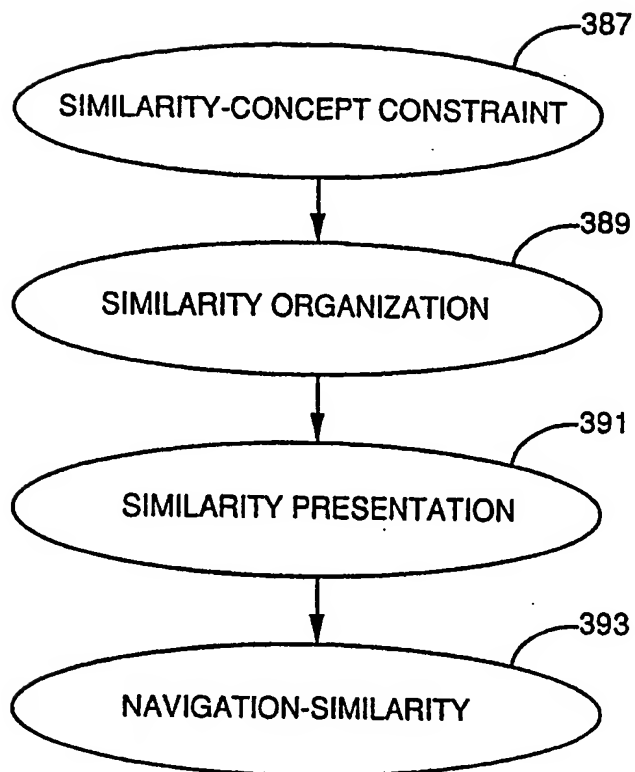 387
SIMILARITY-CONCEPT CONSTRAINT
389
SIMILARITY ORGANIZATION
391
SIMILARITY PRESENTATION
393
NAVIGATION-SIMILARITY